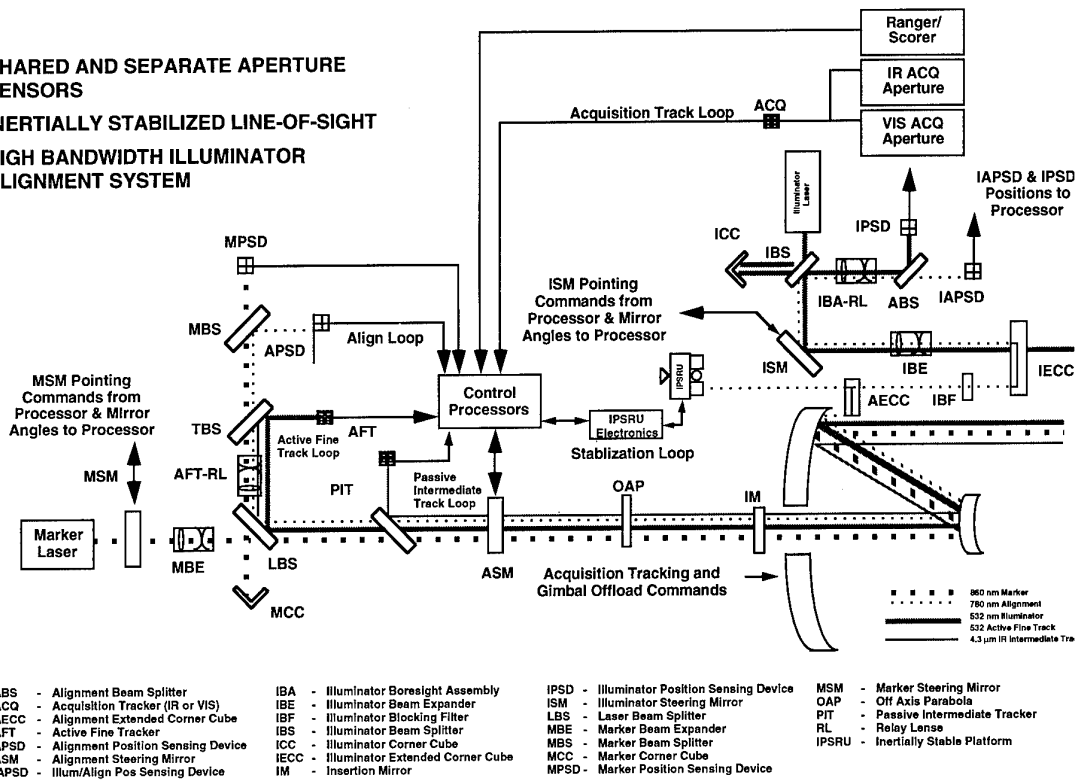 HARED AND SEPARATE APERTURE
ENSORS
NERTIALLY STABILIZED LINE-OF-SIGHT
IGH BANDWIDTH ILLUMINATOR
LIGNMENT SYSTEM
Ranger/
Scorer
IR ACQ
Aperture
VIS ACQ
Aperture
Acquisition Track Loop
ACQ
Illuminator
Laser
IAPSD & IPSD
Positions to
Processor
IPSD
ICC
IBS
IBA-RL
ABS
IAPSD
MPSD
MBS
APSD
Align Loop
ISM Pointing
Commands from
Processor & Mirror
Angles to Processor
ISM
IBE
IECC
AECC
IBF
IPSRU
Control
Processors
IPSRU
Electronics
Stablization Loop
MSM Pointing
Commands from
Processor & MIrror
Angles to Processor
MSM
TBS
AFT
Active Fine
Track Loop
AFT-RL
PIT
Passive
Intermediate
Track Loop
OAP
IM
Marker
Laser
MBE
LBS
MCC
ASM
Acquisition Tracking and
Gimbal Offload Commands
860 nm Marker
780 nm Alignment
532 nm Illuminator
532 Active Fine Track
4.3 µm IR Intermediate Tra
ABS - Alignment Beam Splitter
ACQ - Acquisition Tracker (IR or VIS)
AECC - Alignment Extended Corner Cube
AFT - Active Fine Tracker
APSD - Alignment Position Sensing Device
ASM - Alignment Steering Mirror
IAPSD - Illum/Align Pos Sensing Device
IBA - Illuminator Boresight Assembly
IBE - Illuminator Beam Expander
IBF - Illuminator Blocking Filter
IBS - Illuminator Beam Splitter
ICC - Illuminator Corner Cube
IECC - Illuminator Extended Corner Cube
IM - Insertion Mirror
IPSD - Illuminator Position Sensing Device
ISM - Illuminator Steering Mirror
LBS - Laser Beam Splitter
MBE - Marker Beam Expander
MBS - Marker Beam Splitter
MCC - Marker Corner Cube
MPSD - Marker Position Sensing Device
MSM - Marker Steering Mirror
OAP - Off Axis Parabola
PIT - Passive Intermediate Tracker
RL - Relay Lense
IPSRU - Inertially Stable Platform